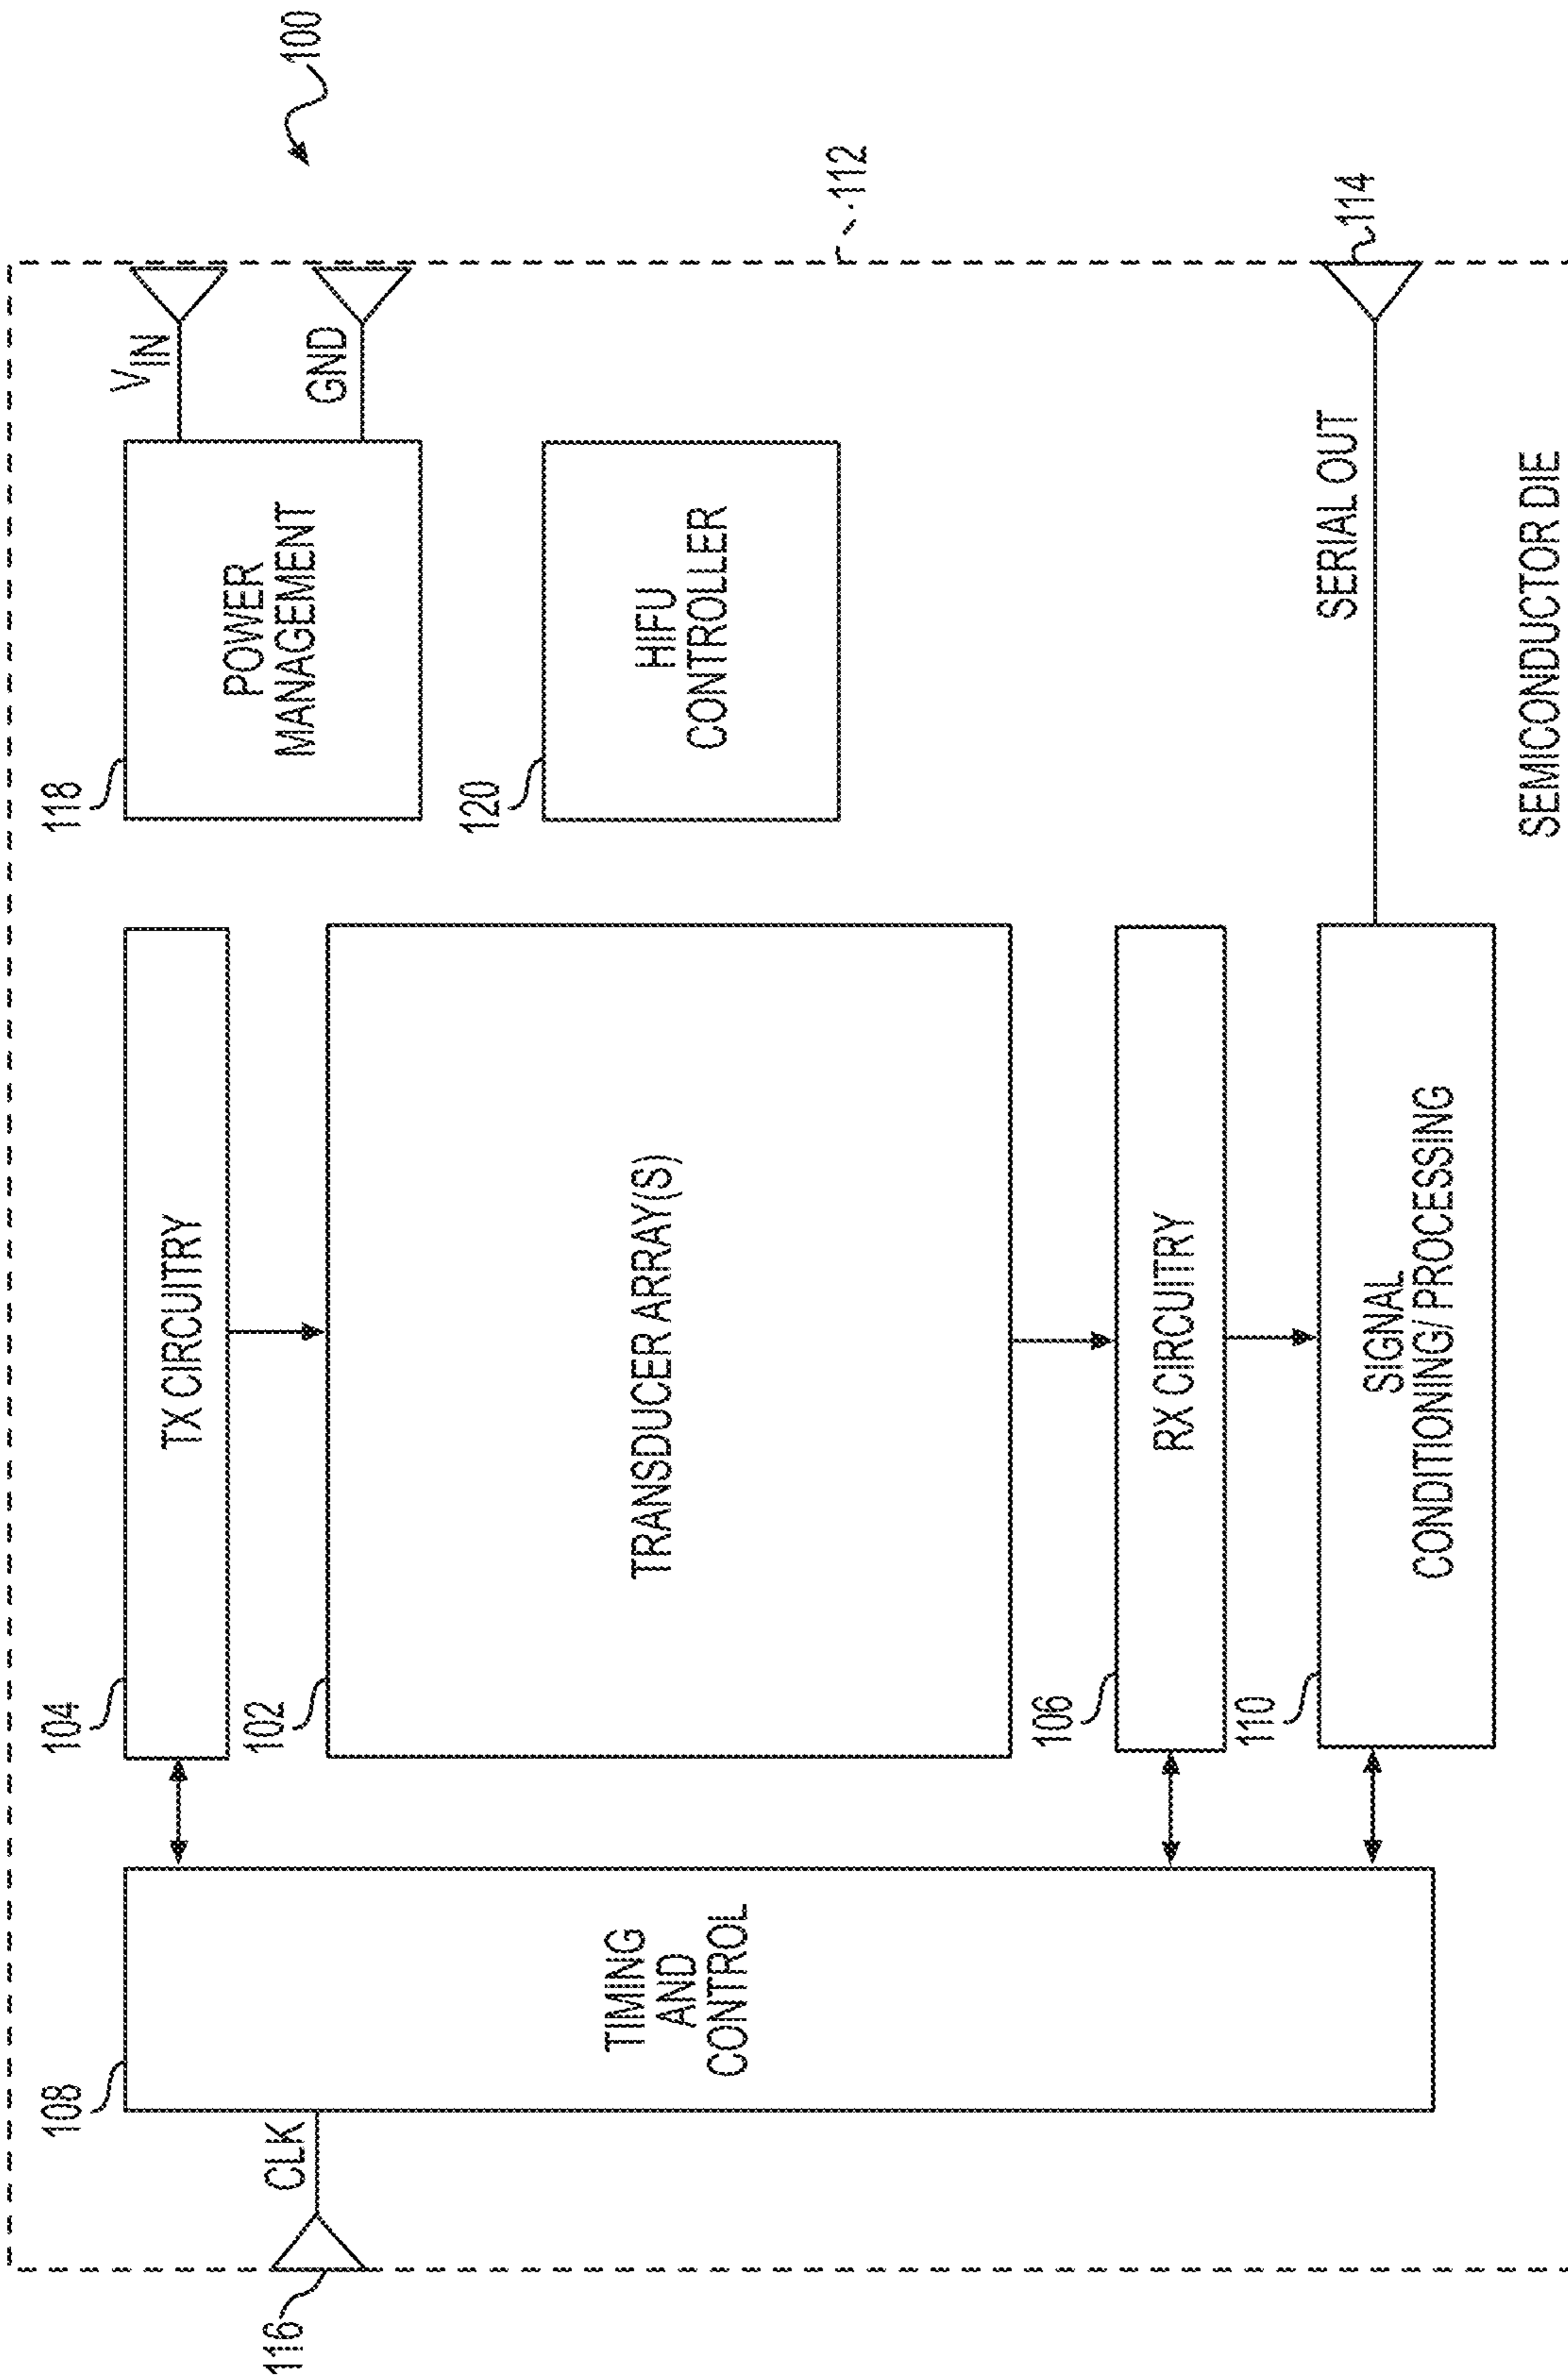 100
104
TX CIRCUITRY
118
POWER
MANAGEMENT
V_IN
GND
108
TIMING
AND
CONTROL
116
CLK
102
TRANSDUCER ARRAY(S)
120
HIFU
CONTROLLER
112
106
RX CIRCUITRY
110
SIGNAL
CONDITIONING/ PROCESSING
SERIAL OUT
114
SEMICONDUCTOR DIE